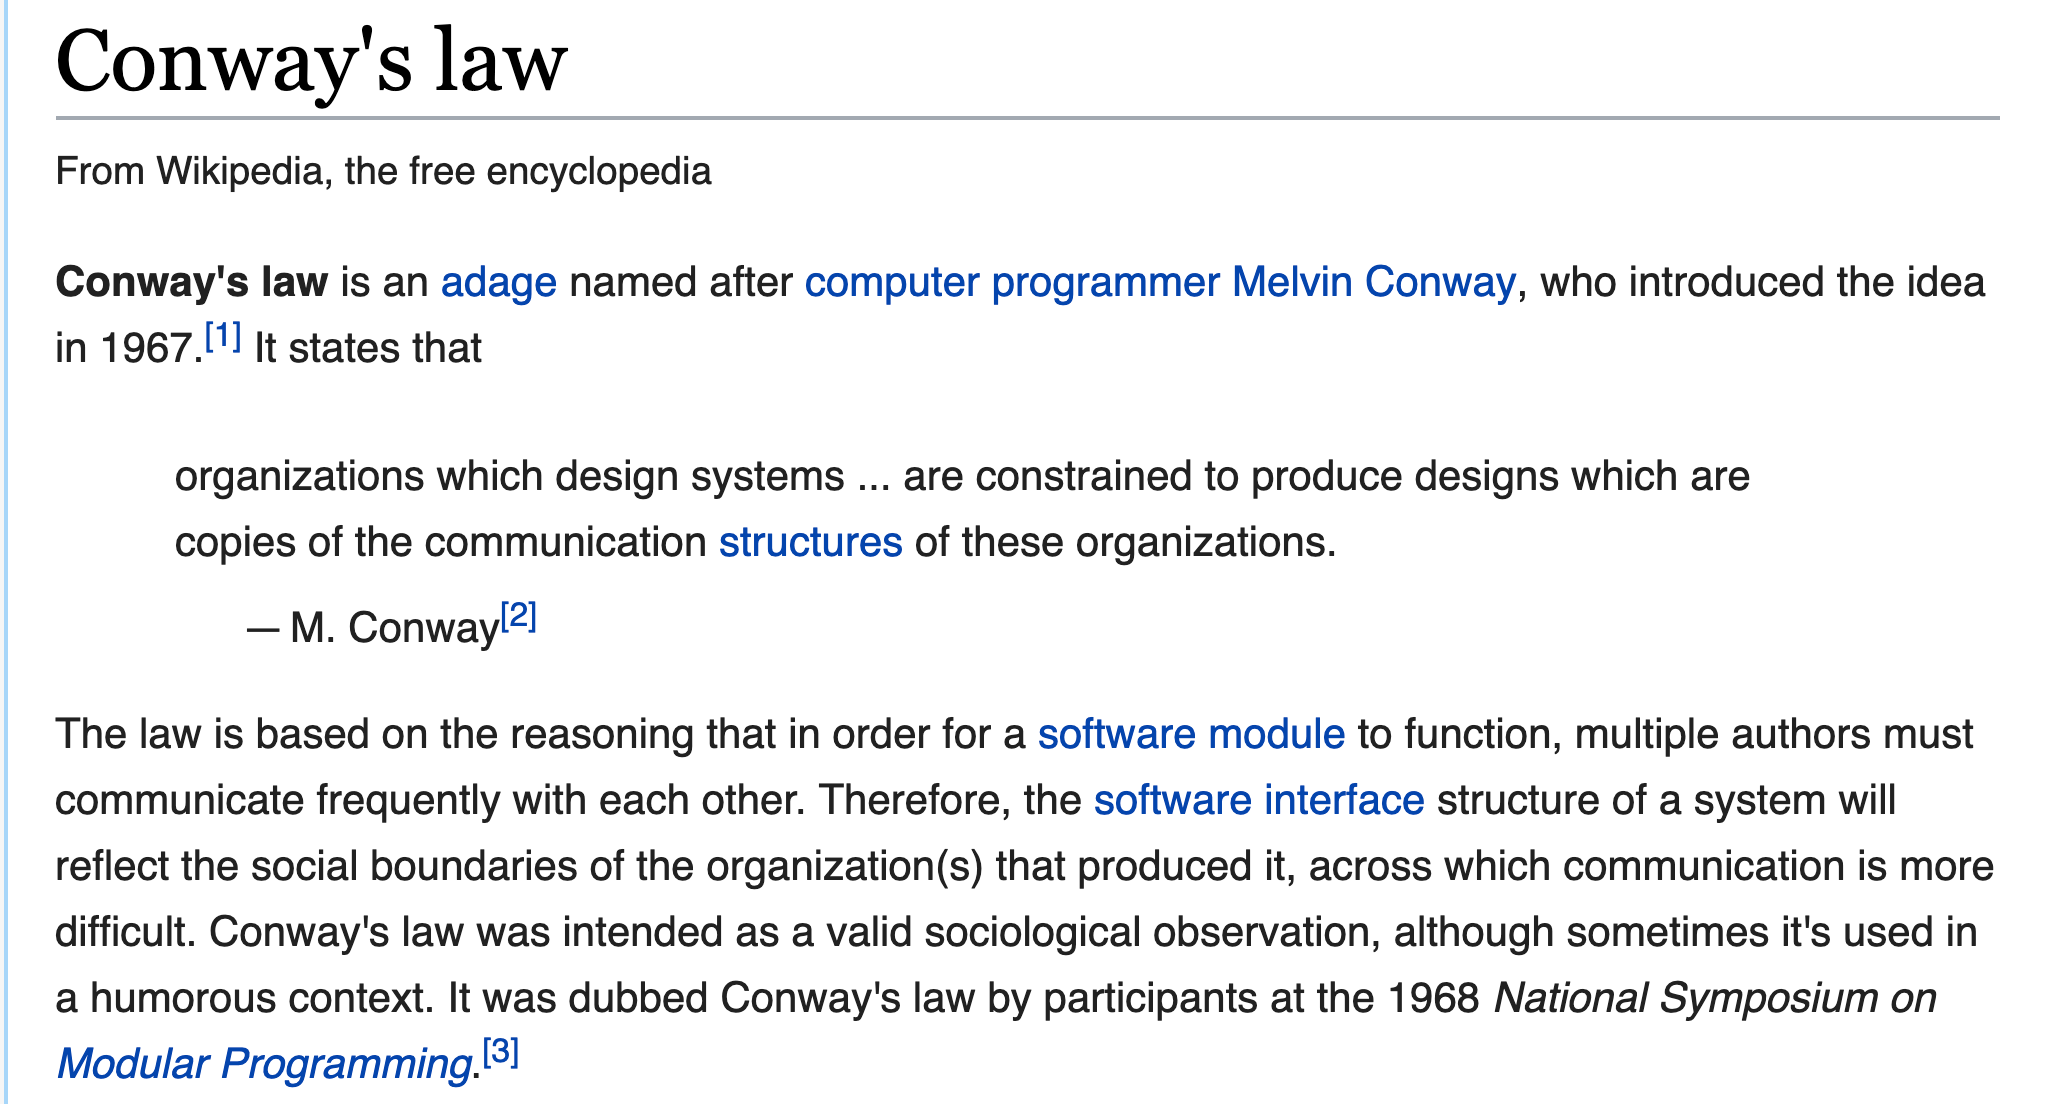 Conway's law
From Wikipedia, the free encyclopedia
Conway's law is an adage named after computer programmer Melvin Conway, who introduced the idea
in 1967.[1] It states that
organizations which design systems ... are constrained to produce designs which are
copies of the communication structures of these organizations.
— M. Conway[2]
The law is based on the reasoning that in order for a software module to function, multiple authors must
communicate frequently with each other. Therefore, the software interface structure of a system will
reflect the social boundaries of the organization(s) that produced it, across which communication is more
difficult. Conway's law was intended as a valid sociological observation, although sometimes it's used in
a humorous context. It was dubbed Conway's law by participants at the 1968 National Symposium on
Modular Programming.[3]